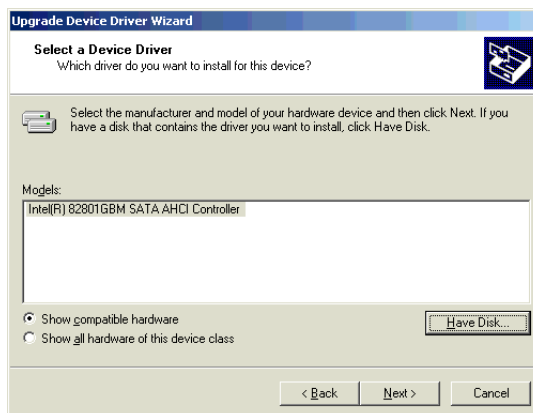 Upgrade Device Driver Wizard
Select a Device Driver
Which driver do you want to install for this device?
Select the manufacturer and model of your hardware device and then click Next. If you
have a disk that contains the driver you want to install, click Have Disk.
Models:
Intel(R) 82801GBM SATA AHCI Controller
Show compatible hardware
Show all hardware of this device class
Have Disk...
< Back
Next >
Cancel